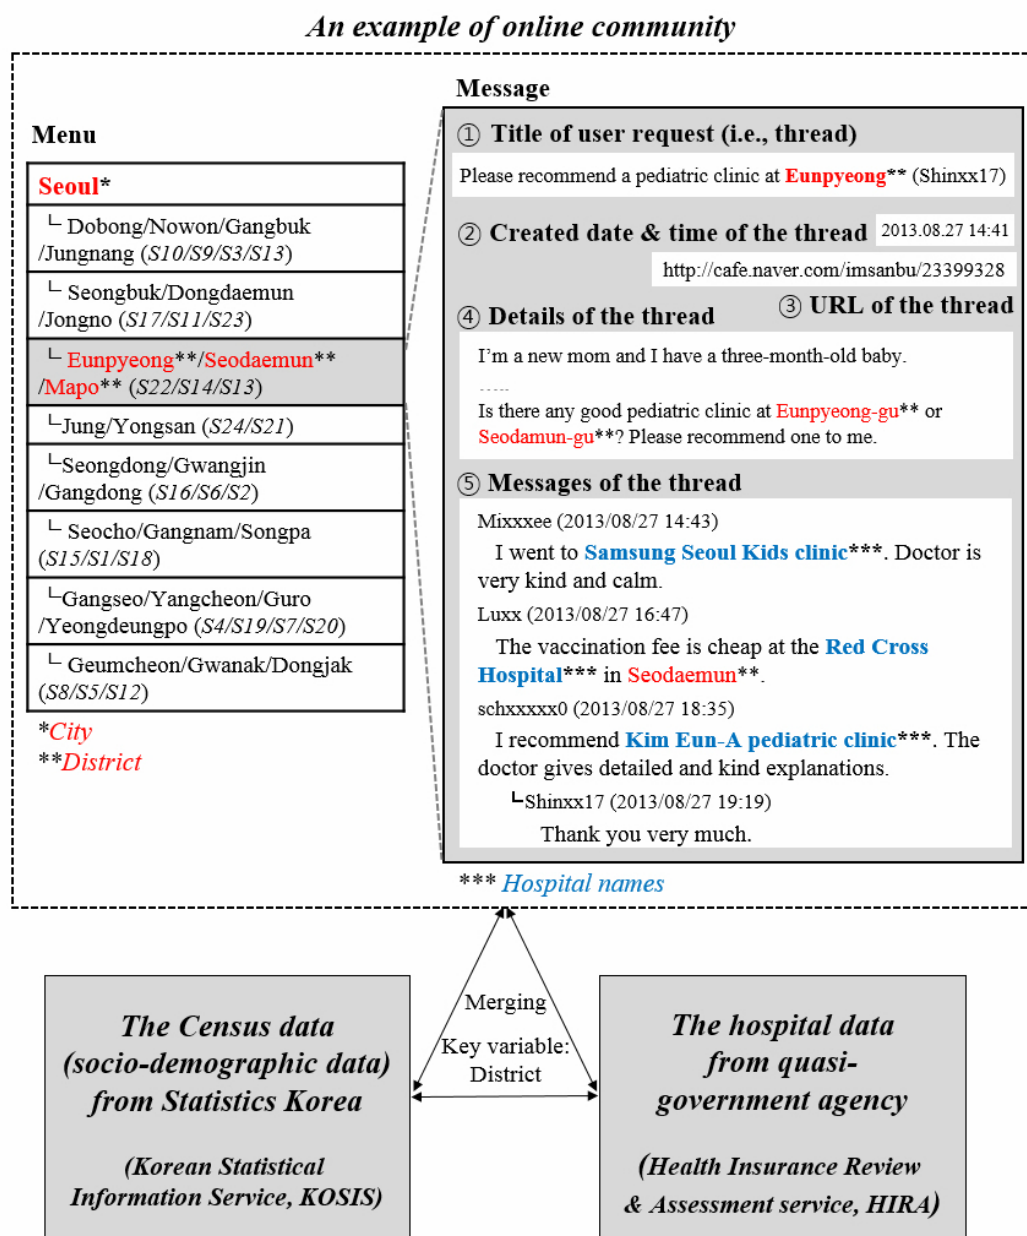 An example of online community
Menu
Seoul*
└ Dobong/Nowon/Gangbuk
/Jungnang (S10/S9/S3/S13)
└ Seongbuk/Dongdaemun
/Jongno (S17/S11/S23)
└ Eunpyeong**/Seodaemun**
/Mapo** (S22/S14/S13)
└Jung/Yongsan (S24/S21)
└Seongdong/Gwangjin
/Gangdong (S16/S6/S2)
└ Seocho/Gangnam/Songpa
(S15/S1/S18)
└Gangseo/Yangcheon/Guro
/Yeongdeungpo (S4/S19/S7/S20)
└ Geumcheon/Gwanak/Dongjak
(S8/S5/S12)
*City
**District
Message
① Title of user request (i.e., thread)
Please recommend a pediatric clinic at Eunpyeong** (Shinxx17)
② Created date & time of the thread 2013.08.27 14:41
http://cafe.naver.com/imsanbu/23399328
③ URL of the thread
④ Details of the thread
I'm a new mom and I have a three-month-old baby.
.....
Is there any good pediatric clinic at Eunpyeong-gu** or
Seodamun-gu**? Please recommend one to me.
⑤ Messages of the thread
Mixxxee (2013/08/27 14:43)
I went to Samsung Seoul Kids clinic***. Doctor is
very kind and calm.
Luxx (2013/08/27 16:47)
The vaccination fee is cheap at the Red Cross
Hospital*** in Seodaemun**.
schxxxxx0 (2013/08/27 18:35)
I recommend Kim Eun-A pediatric clinic***. The
doctor gives detailed and kind explanations.
┗Shinxx17 (2013/08/27 19:19)
Thank you very much.
*** Hospital names
Merging
Key variable:
District
The Census data
(socio-demographic data)
from Statistics Korea
(Korean Statistical
Information Service, KOSIS)
The hospital data
from quasi-
government agency
(Health Insurance Review
& Assessment service, HIRA)